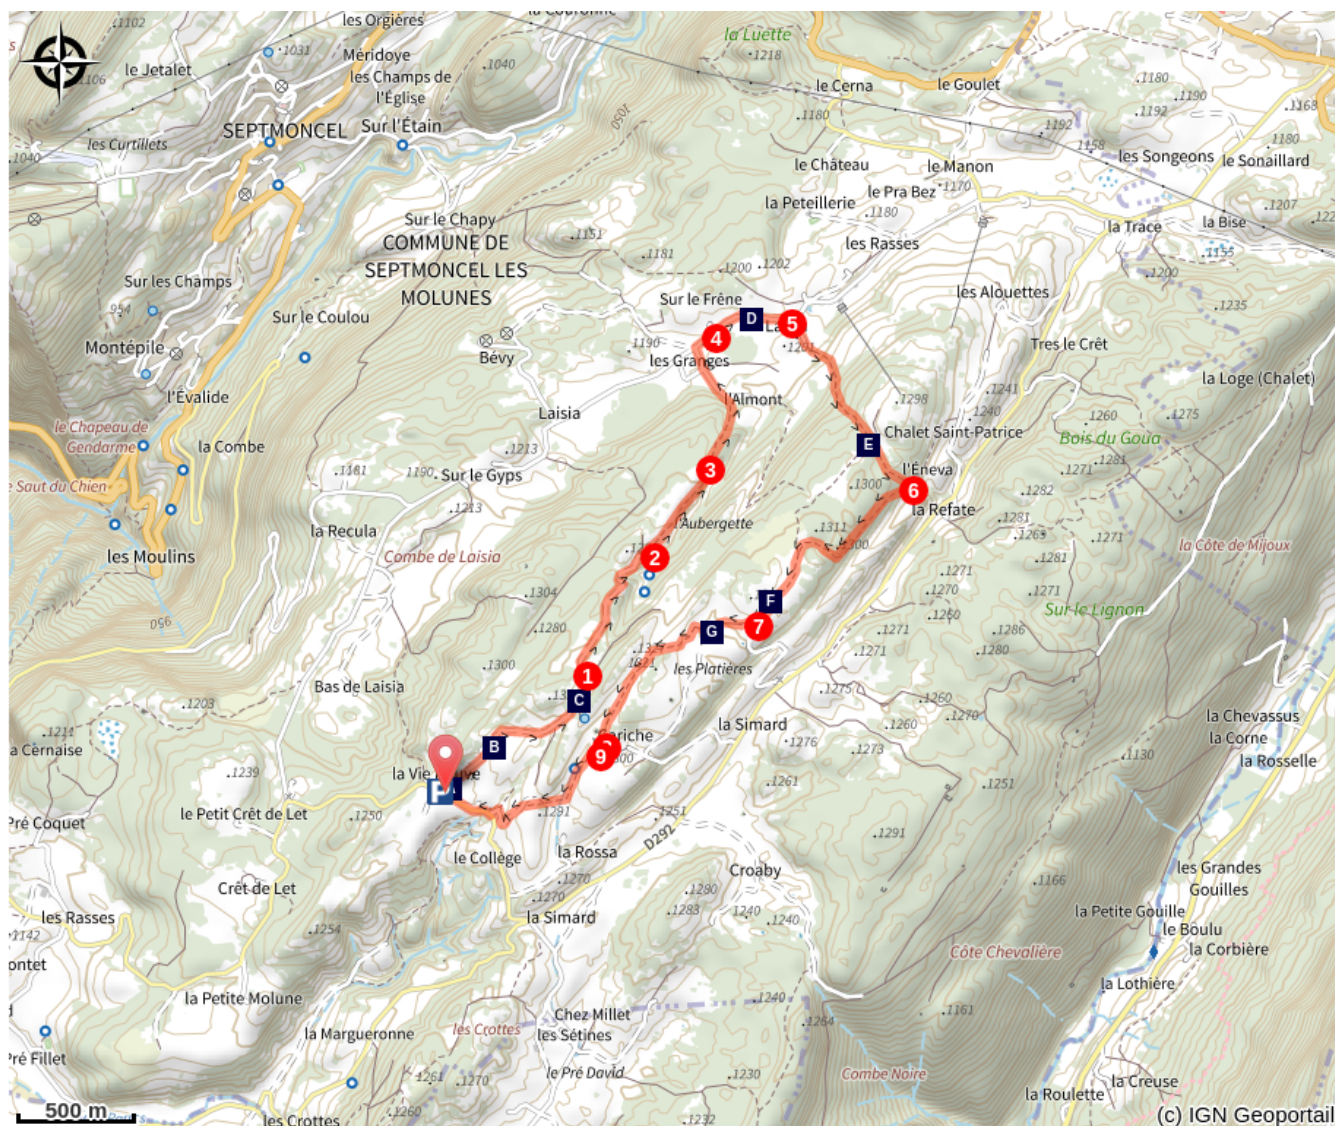 1102
les Orgières
la Couronne
la Luette
1218
1031
Méridoye
le Jetalet
106
1040
les Champs de
l'Église
le Cerna
le Goulet
1180
1190
1168
1050
1180
1192
1192
SEPTMONCEL
Sur l'Étain
les Curtillets
1040
1158
1180
le Château
le Manon
les Songeons
le Sonaillard
le Pra Bez
1170
la Peteillerie
1180
1207
Sur le Chapy
la Trace
la Bise
COMMUNE DE
SEPTMONCEL LES
MOLUNES
1151
les Rasses
1181
1155
1200
1202
1200
Sur les Champs
954
Sur le Frêne
les Alouettes
1235
Sur le Coulou
D
5
4
1190
1201
Montépile
Bévy
les Granges
Tres le Crêt
la Loge (Chalet)
l'Évalide
l'Almont
1298
1241
1240
1260
1275
Laisia
le Chapeau de
Gendarme
la Combe
E
Chalet Saint-Patrice
Bois du Goua
1213
1181
1190
Sur le Gyps
3
l'Éneva
1281
1271
e Saut du Chien
1300
6
1282
1213
la Refate
la Recula
l'Aubergette
1311
1281
1269
1271
les Moulins
Combe de Laisia
2
1300
1281
la Côte de Mijoux
1271
1304
F
1270
1271
950
1280
7
1260
Sur le Lignon
G
1271
1286
1280
1300
1
les Platières
1271
Bas de Laisia
C
1275
1260
1203
1270
la Simard
1260
la Chevassus
1211
B
9
1276
1273
la Corne
a Cernaise
1130
la Rosselle
1239
P
1261
1251
le Petit Crêt de Let
1250
1291
1251
Pré Coquet
D292
1291
le Collège
la Rossa
les Grandes
Gouilles
Crêt de Let
1270
Croaby
1166
1270
1280
les Rasses
la Simard
1283
1240
1240
la Petite Gouille
1142
1254
le Boulu
Côte Chevalière
la Corbière
la Petite Molune
1240
la Lothière
Chez Millet
les Sétines
1264
1161
la Margueronne
les Crottes
Pré Fillet
le Pré David
1230
Combe Noire
la Creuse
1261
1270
la Roulette
1260
500 m
les Crottes
1232
(c) IGN Geoportail